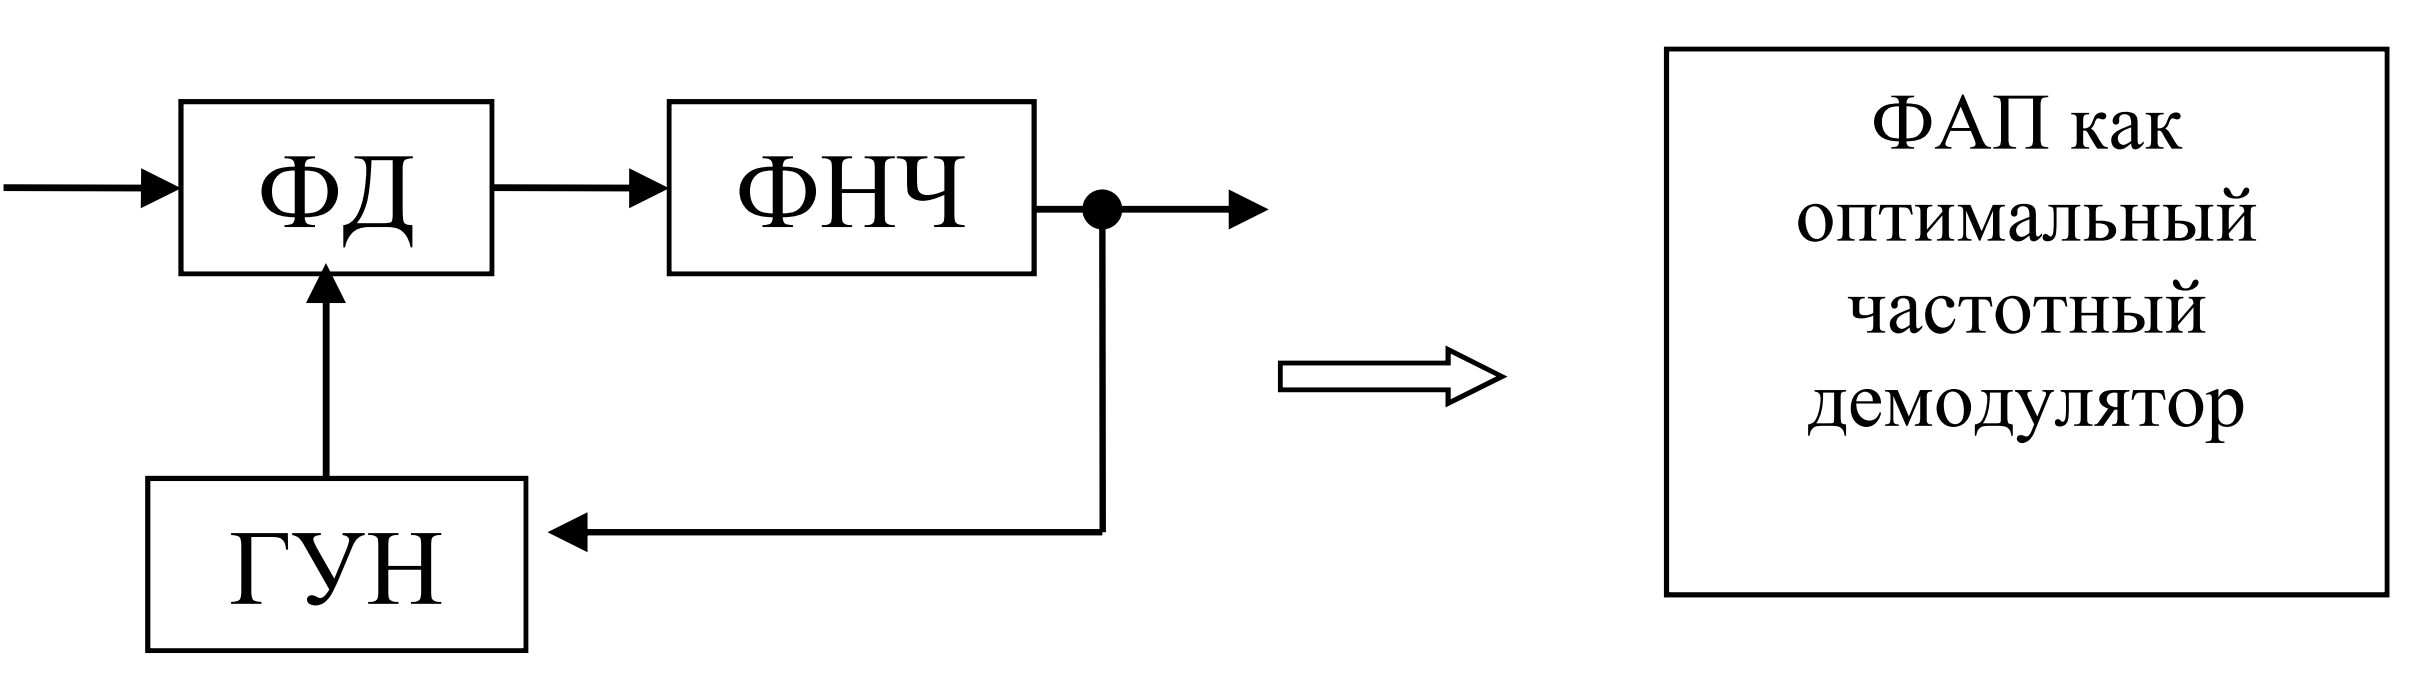 ФД
ФНЧ
ГУН
ФАП как
оптимальный
частотный
демодулятор